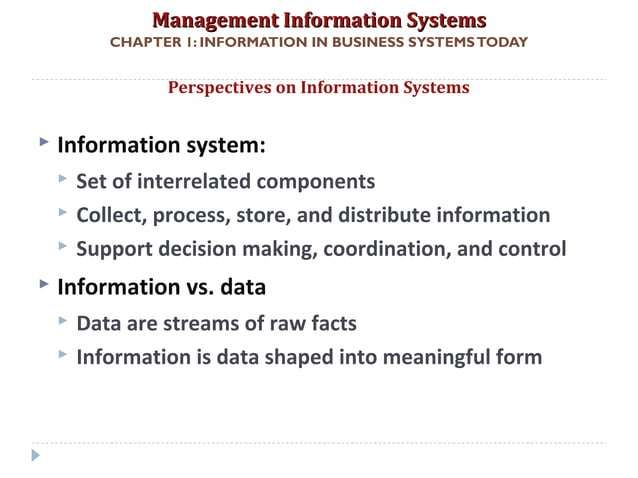 Management Information Systems
CHAPTER 1: INFORMATION IN BUSINESS SYSTEMS TODAY
Perspectives on Information Systems
Information system:
Set of interrelated components
Collect, process, store, and distribute information
Support decision making, coordination, and control
Information vs. data
Data are streams of raw facts
Information is data shaped into meaningful form